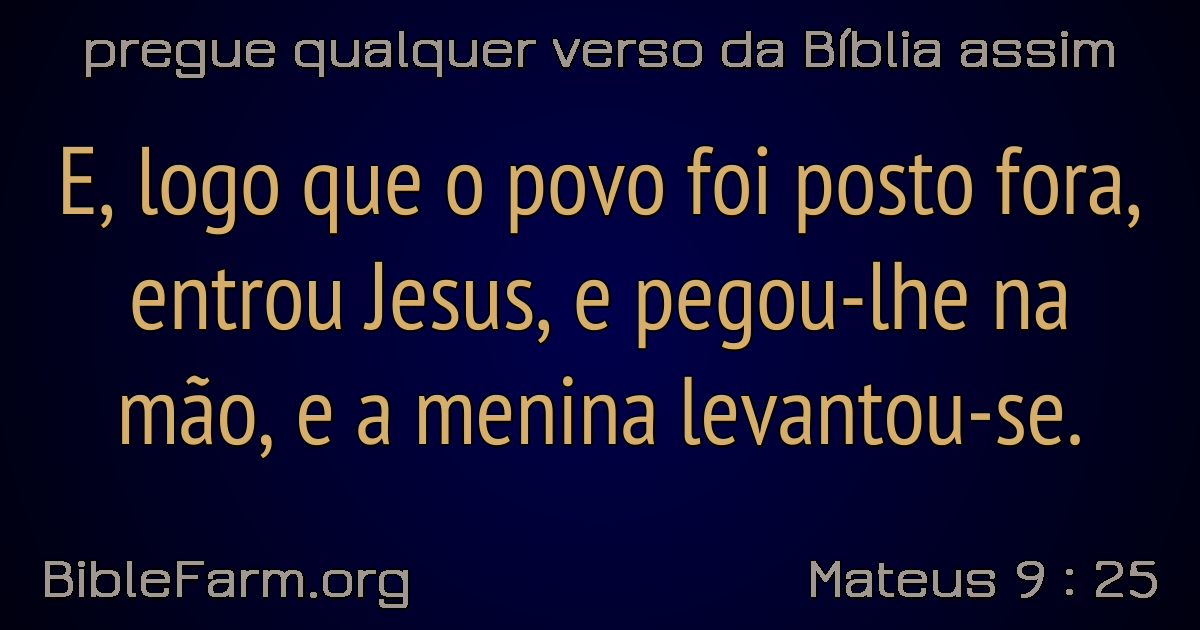 pregue qualquer verso da Bíblia assim
E, logo que o povo foi posto fora,
entrou Jesus, e pegou-lhe na
mão, e a menina levantou-se.
BibleFarm.org
Mateus 9 : 25